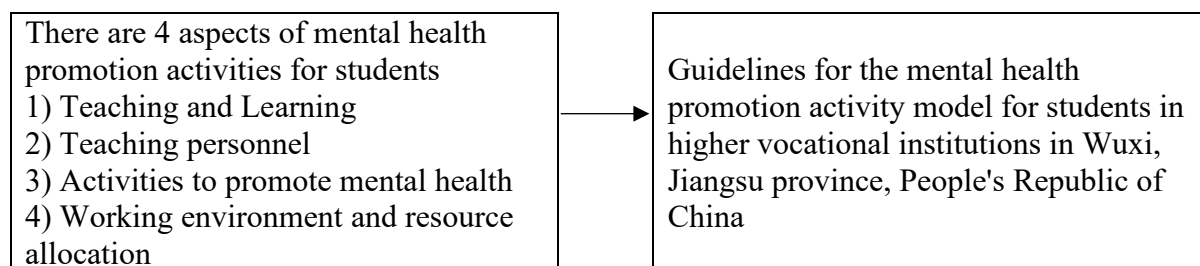 There are 4 aspects of mental health
promotion activities for students
1) Teaching and Learning
2) Teaching personnel
3) Activities to promote mental health
4) Working environment and resource
allocation
Guidelines for the mental health
promotion activity model for students in
higher vocational institutions in Wuxi,
Jiangsu province, People's Republic of
China